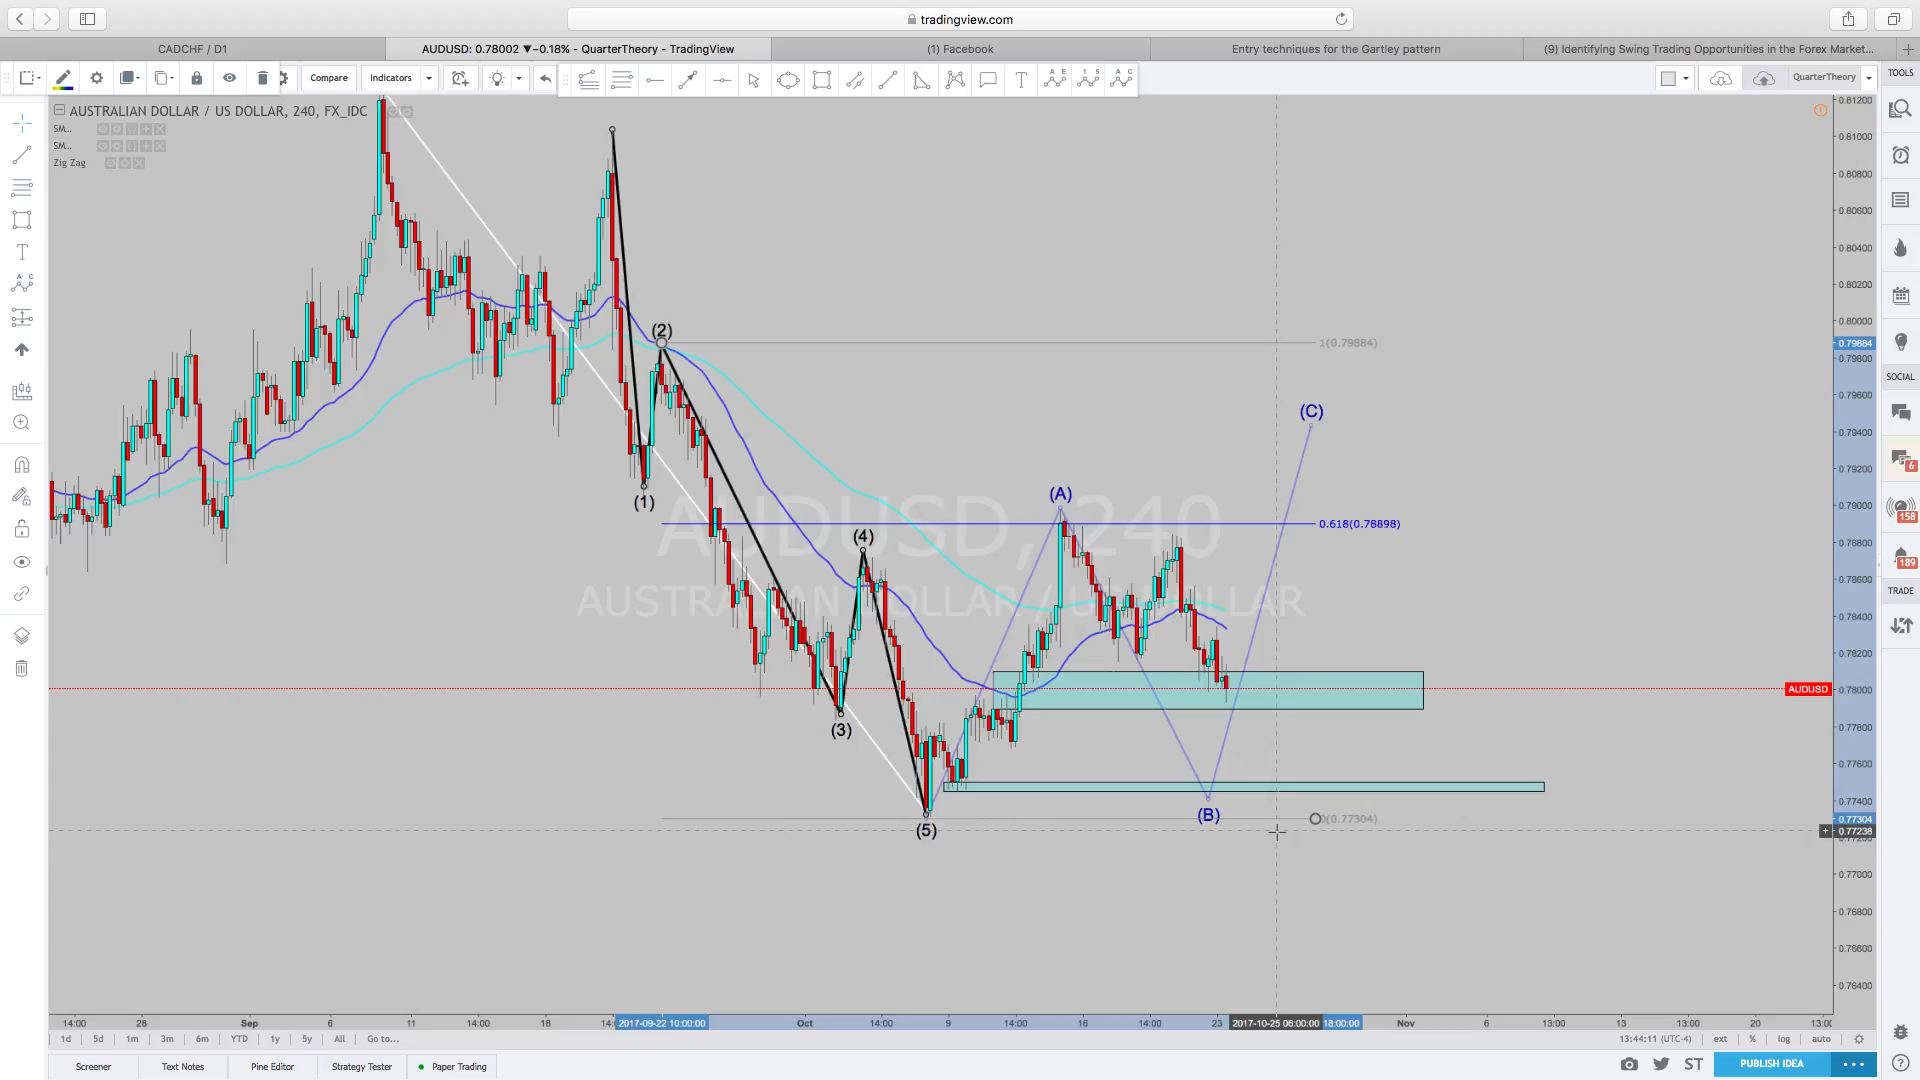 tradingview.com
CADCHF / D1
AUDUSD: 0.78002 ▼−0.18% - QuarterTheory - TradingView
(1) Facebook
Entry techniques for the Gartley pattern
(9) Identifying Swing Trading Opportunities in the Forex Market...
Compare
Indicators
QuarterTheory
TOOLS
AUSTRALIAN DOLLAR / US DOLLAR, 240, FX_IDC
SM...
SM...
Zig Zag
0.81200
0.81000
0.80800
0.80600
0.80400
0.80200
0.80000
(2)
1(0.79884)
0.79884
0.79800
0.79600
SOCIAL
(C)
0.79400
0.79200
6
(1)
(A)
0.79000
158
AUDUSD, 240
0.618(0.78898)
(4)
0.78800
189
0.78600
TRADE
AUSTRALIAN DOLLAR / US DOLLAR
0.78400
0.78200
AUDUSD
0.78000
(3)
0.77800
0.77600
0.77400
(B)
0(0.77304)
0.77304
(5)
0.77238
0.77000
0.76800
0.76600
0.76400
14:00
28
Sep
6
11
14:00
18
2017-09-22 10:00:00
Oct
14:00
9
14:00
16
14:00
23
2017-10-25 06:00:00
18:00:00
Nov
6
13:00
13
13:00
20
1d
5d
1m
3m
6m
YTD
1y
5y
All
Go to...
13:44:11 (UTC-4)
ext
%
log
auto
Screener
Text Notes
Pine Editor
Strategy Tester
Paper Trading
ST
PUBLISH IDEA